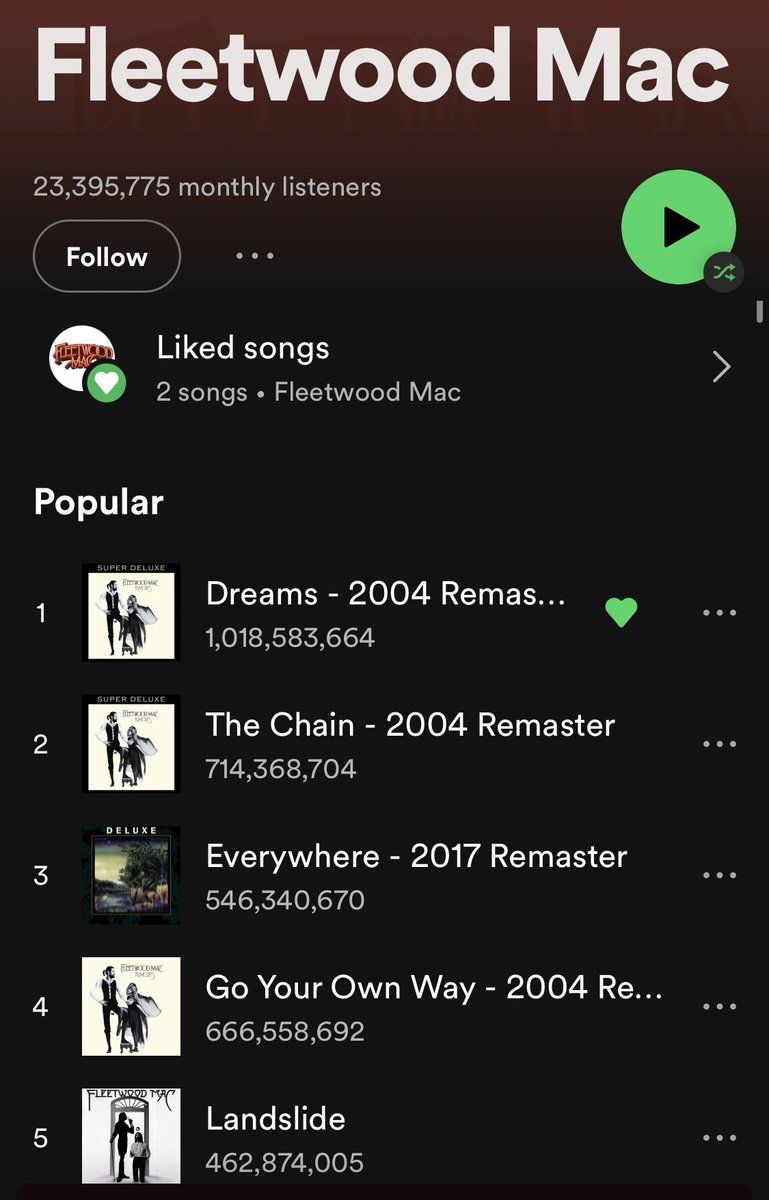 Fleetwood Mac
23,395,775 monthly listeners
Follow
FLEETWOOD
MAC
Liked songs
2 songs • Fleetwood Mac
Popular
1
SUPER DELUXE
FLEETWOOD MAC
RUMOURS
Dreams - 2004 Remas...
1,018,583,664
2
SUPER DELUXE
FLEETWOOD MAC
RUMOURS
The Chain - 2004 Remaster
714,368,704
3
DELUXE
Everywhere - 2017 Remaster
546,340,670
4
FLEETWOOD MAC
RUMOURS
Go Your Own Way - 2004 Re...
666,558,692
5
FLEETWOOD MAC
Landslide
462,874,005